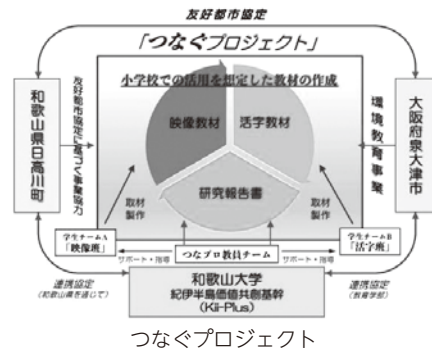 友好都市協定
「つなぐプロジェクト」
小学校での活用を想定した教材の作成
和歌山県日高川町
友好都市協定に基づく事業協力
映像教材
活字教材
研究報告書
環境教育事業
大阪府泉大津市
取材
製作
取材
製作
学生チームA
「映像班」
つなプロ教員チーム
学生チームB
「活字班」
サポート・指導
サポート・指導
和歌山大学
紀伊半島価値共創基幹
(Kii-Plus)
連携協定
(和歌山県を通じて)
連携協定
(教育学部)
つなぐプロジェクト